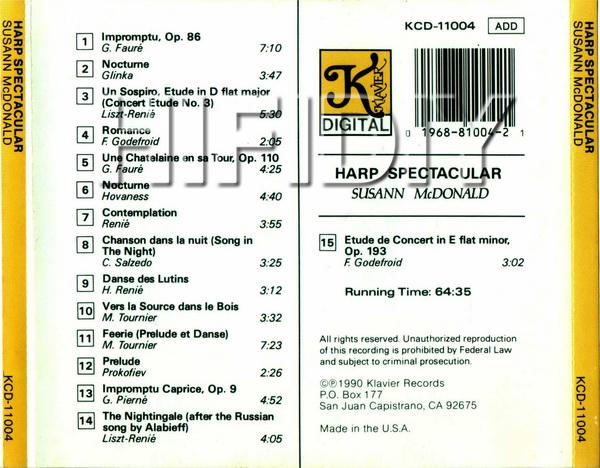 HARP SPECTACULAR
SUSANN McDONALD
KCD-11004
1 Impromptu, Op. 86
G. Fauré 7:10
2 Nocturne
Glinka 3:47
3 Un Sospiro, Etude in D flat major
(Concert Etude No. 3)
Liszt-Renié 5:30
4 Romance
F. Godefroid 2:05
5 Une Chatelaine en sa Tour, Op. 110
G. Fauré 4:25
6 Nocturne
Hovaness 4:40
7 Contemplation
Renié 3:55
8 Chanson dans la nuit (Song in
The Night)
C. Salzedo 3:25
9 Danse des Lutins
H. Renié 3:12
10 Vers la Source dans le Bois
M. Tournier 3:32
11 Feerie (Prelude et Danse)
M. Tournier 7:23
12 Prelude
Prokofiev 2:26
13 Impromptu Caprice, Op. 9
G. Pierné 4:52
14 The Nightingale (after the Russian
song by Alabieff)
Liszt-Renié 4:05
KCD-11004 ADD
K
KLAVIER
DIGITAL
0 1968-81004-2 1
HARP SPECTACULAR
SUSANN McDONALD
15 Etude de Concert in E flat minor,
Op. 193
F. Godefroid 3:02
Running Time: 64:35
All rights reserved. Unauthorized reproduction
of this recording is prohibited by Federal Law
and subject to criminal prosecution.
©℗1990 Klavier Records
P.O. Box 177
San Juan Capistrano, CA 92675
Made in the U.S.A.
HARP SPECTACULAR
SUSANN McDONALD
KCD-11004
HIFIDIY